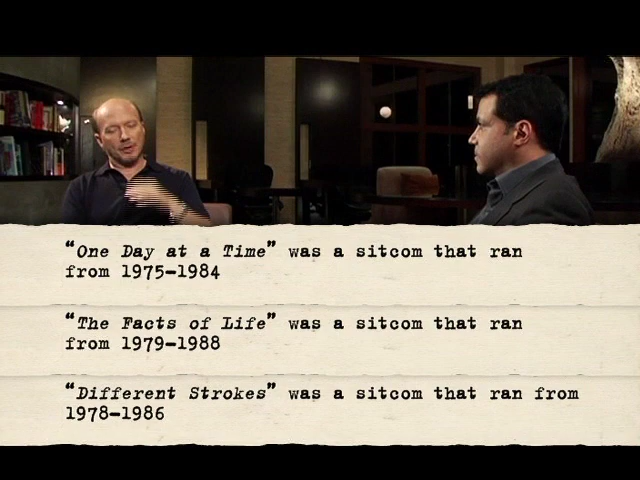 “One Day at a Time” was a sitcom that ran
from 1975-1984
“The Facts of Life” was a sitcom that ran
from 1979-1988
“Different Strokes” was a sitcom that ran from
1978-1986